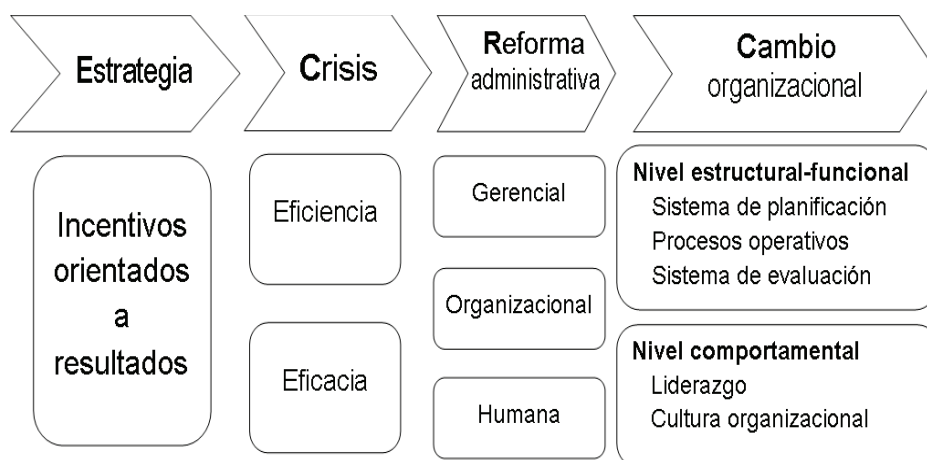 Estrategia
Crisis
Reforma
administrativa
Cambio
organizacional
Incentivos
orientados
a
resultados
Eficiencia
Eficacia
Gerencial
Organizacional
Humana
Nivel estructural-funcional
Sistema de planificación
Procesos operativos
Sistema de evaluación
Nivel comportamental
Liderazgo
Cultura organizacional